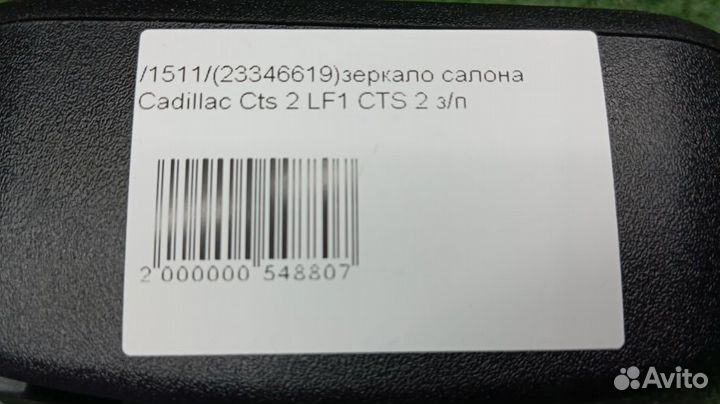 /1511/(23346619)зеркало салона
Cadillac Cts 2 LF1 CTS 2 з/п
2 000000 548807
Avito